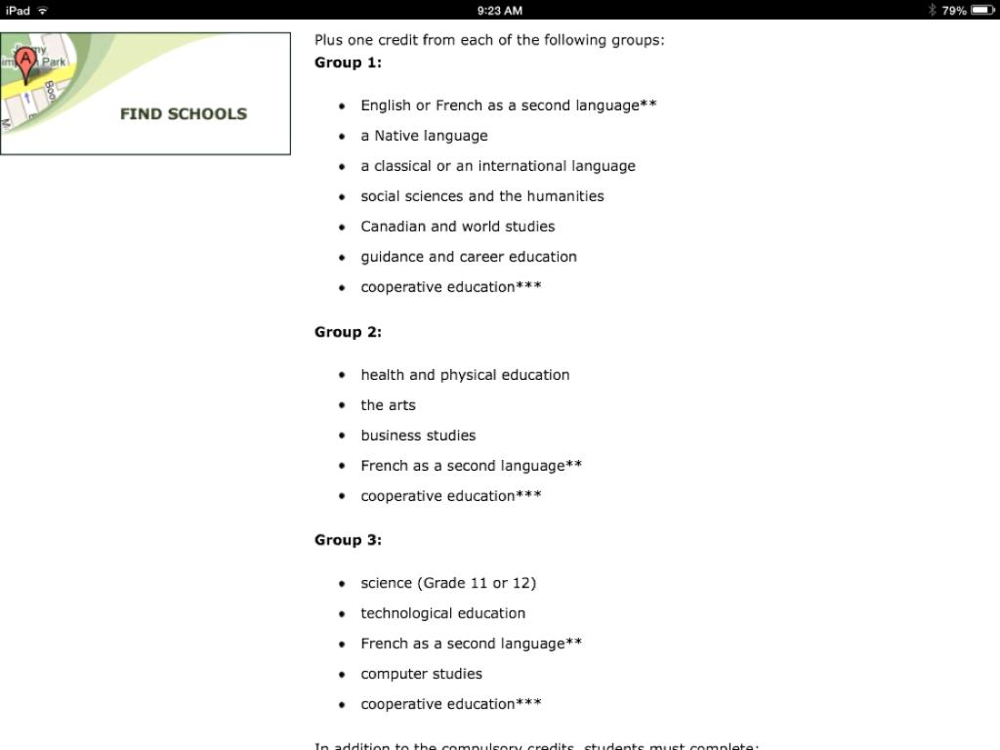 iPad 9:23 AM 79%
A
Park
FIND SCHOOLS
Plus one credit from each of the following groups:
Group 1:
• English or French as a second language**
• a Native language
• a classical or an international language
• social sciences and the humanities
• Canadian and world studies
• guidance and career education
• cooperative education***
Group 2:
• health and physical education
• the arts
• business studies
• French as a second language**
• cooperative education***
Group 3:
• science (Grade 11 or 12)
• technological education
• French as a second language**
• computer studies
• cooperative education***
In addition to the compulsory credits, students must complete: